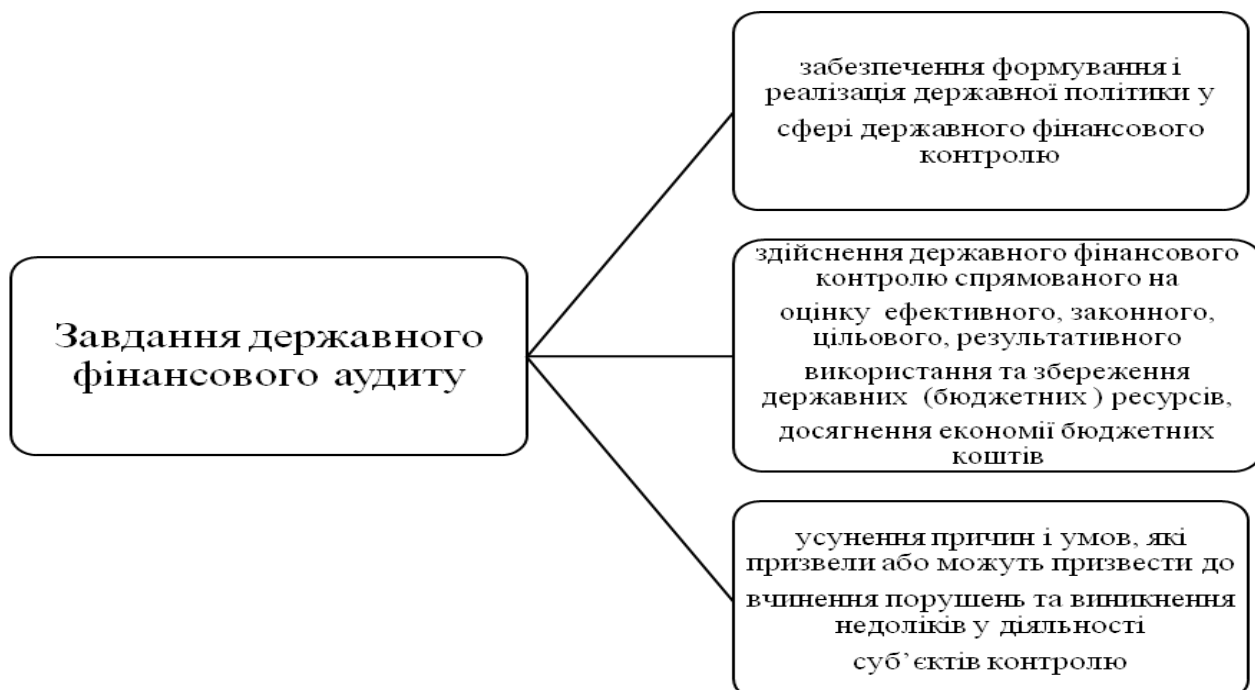 Завдання державного
фінансового аудиту
забезпечення формування і
реалізація державної політики у
сфері державного фінансового
контролю
здійснення державного фінансового
контролю спрямованого на
оцінку ефективного, законного,
цільового, результативного
використання та збереження
державних (бюджетних ) ресурсів,
досягнення економії бюджетних
коштів
усунення причин і умов, які
призвели або можуть призвести до
вчинення порушень та виникнення
недоліків у діяльності
суб’єктів контролю